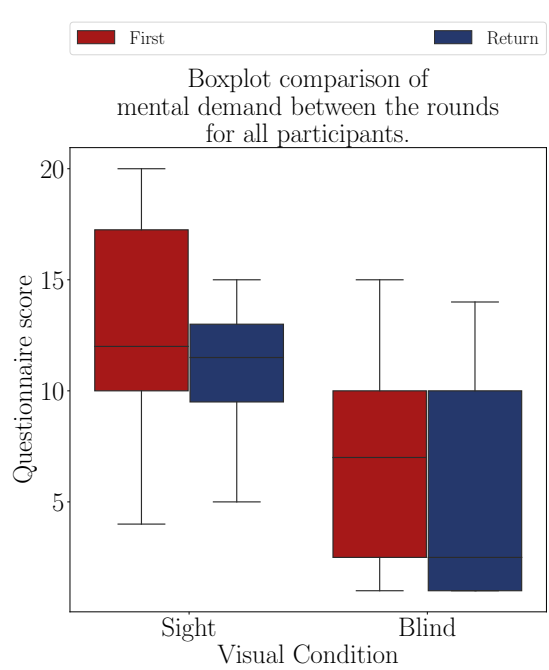 First
Return
Boxplot comparison of
mental demand between the rounds
for all participants.
20
15
10
5
Questionnaire score
Sight
Blind
Visual Condition